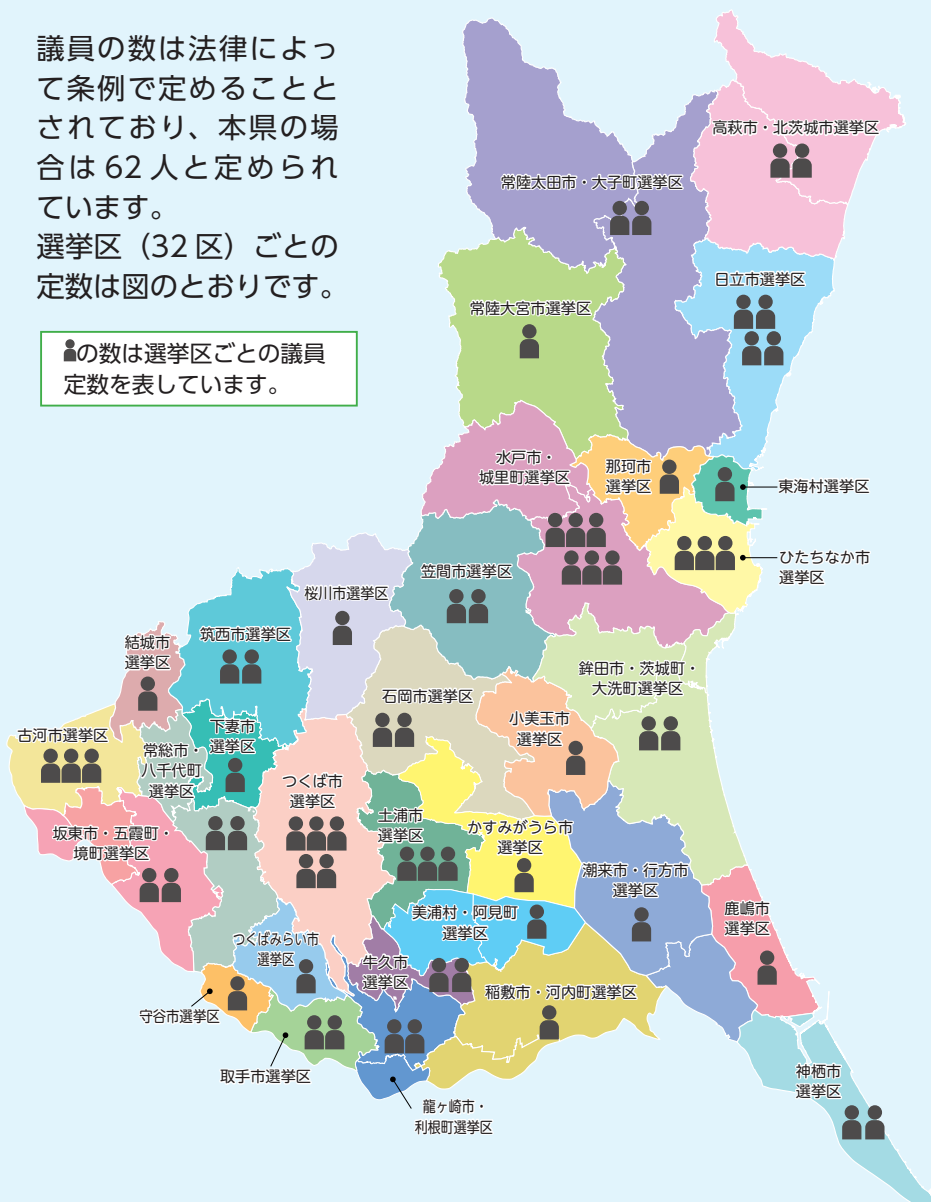 議員の数は法律によっ
て条例で定めることと
されており、本県の場
合は 62 人と定められ
ています。
選挙区（32 区）ごとの
定数は図のとおりです。
の数は選挙区ごとの議員
定数を表しています。
高萩市・北茨城市選挙区
常陸太田市・大子町選挙区
日立市選挙区
常陸大宮市選挙区
水戸市・
城里町選挙区
那珂市
選挙区
東海村選挙区
ひたちなか市
選挙区
笠間市選挙区
桜川市選挙区
筑西市選挙区
結城市
選挙区
鉾田市・茨城町・
大洗町選挙区
石岡市選挙区
小美玉市
選挙区
下妻市
選挙区
古河市選挙区
常総市・
八千代町
選挙区
つくば市
選挙区
土浦市
選挙区
かすみがうら市
選挙区
坂東市・五霞町・
境町選挙区
潮来市・行方市
選挙区
鹿嶋市
選挙区
美浦村・阿見町
選挙区
つくばみらい市
選挙区
牛久市
選挙区
稲敷市・河内町選挙区
守谷市選挙区
取手市選挙区
龍ヶ崎市・
利根町選挙区
神栖市
選挙区